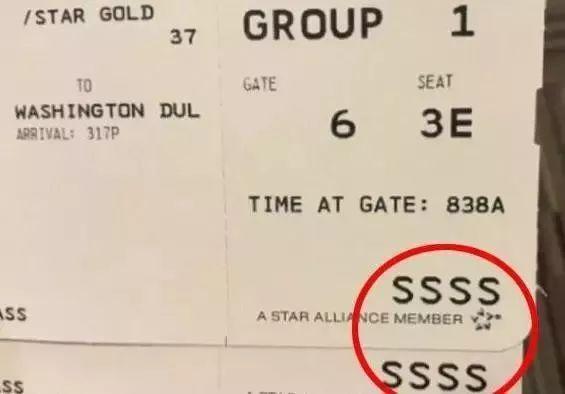 /STAR GOLD
37
TO
WASHINGTON DUL
ARRIVAL: 317P
ASS
ASS
GROUP 1
GATE SEAT
6 3E
TIME AT GATE: 838A
SSSS
A STAR ALLIANCE MEMBER
SSSS